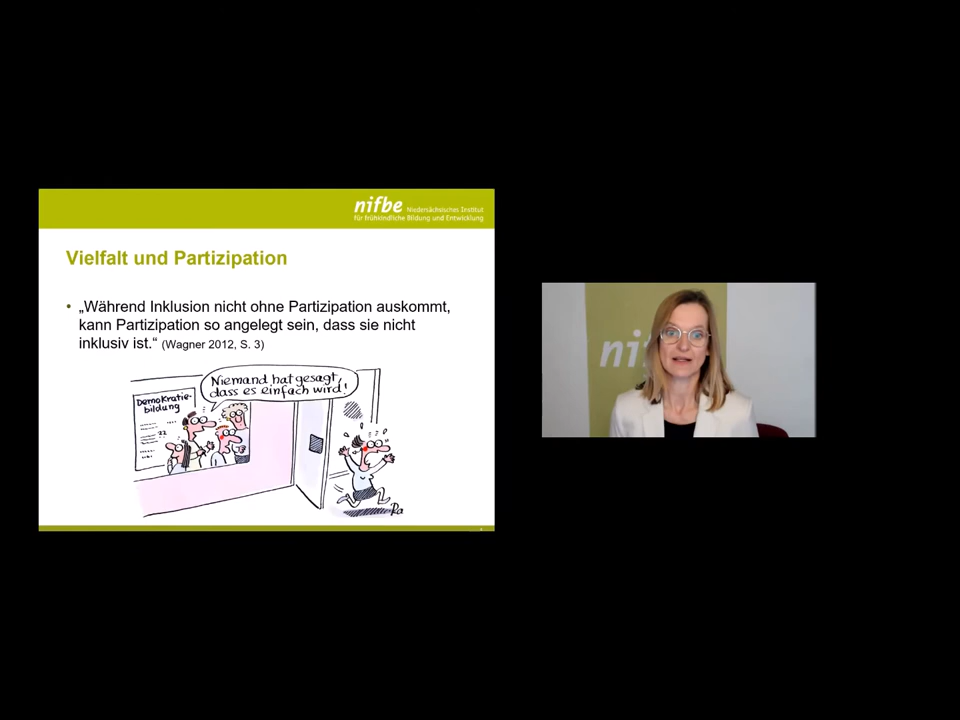 nifbe Niedersächsisches Institut
für frühkindliche Bildung und Entwicklung
Vielfalt und Partizipation
• „Während Inklusion nicht ohne Partizipation auskommt,
kann Partizipation so angelegt sein, dass sie nicht
inklusiv ist.“ (Wagner 2012, S. 3)
Niemand hat gesagt,
dass es einfach wird!
Demokratie-
bildung
Ra
nif